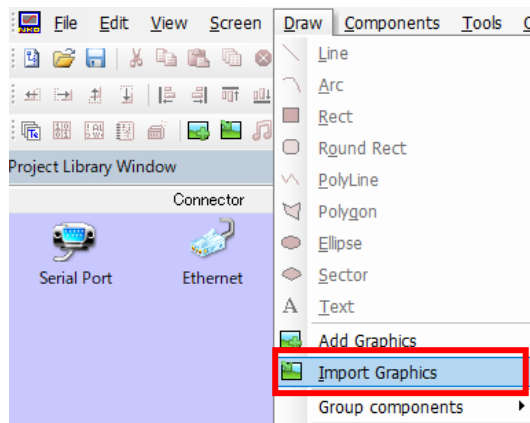 File Edit View Screen Draw Components Tools
Line
Arc
Rect
Round Rect
PolyLine
Polygon
Ellipse
Sector
A Text
Add Graphics
Import Graphics
Group components
Project Library Window
Connector
Serial Port Ethernet